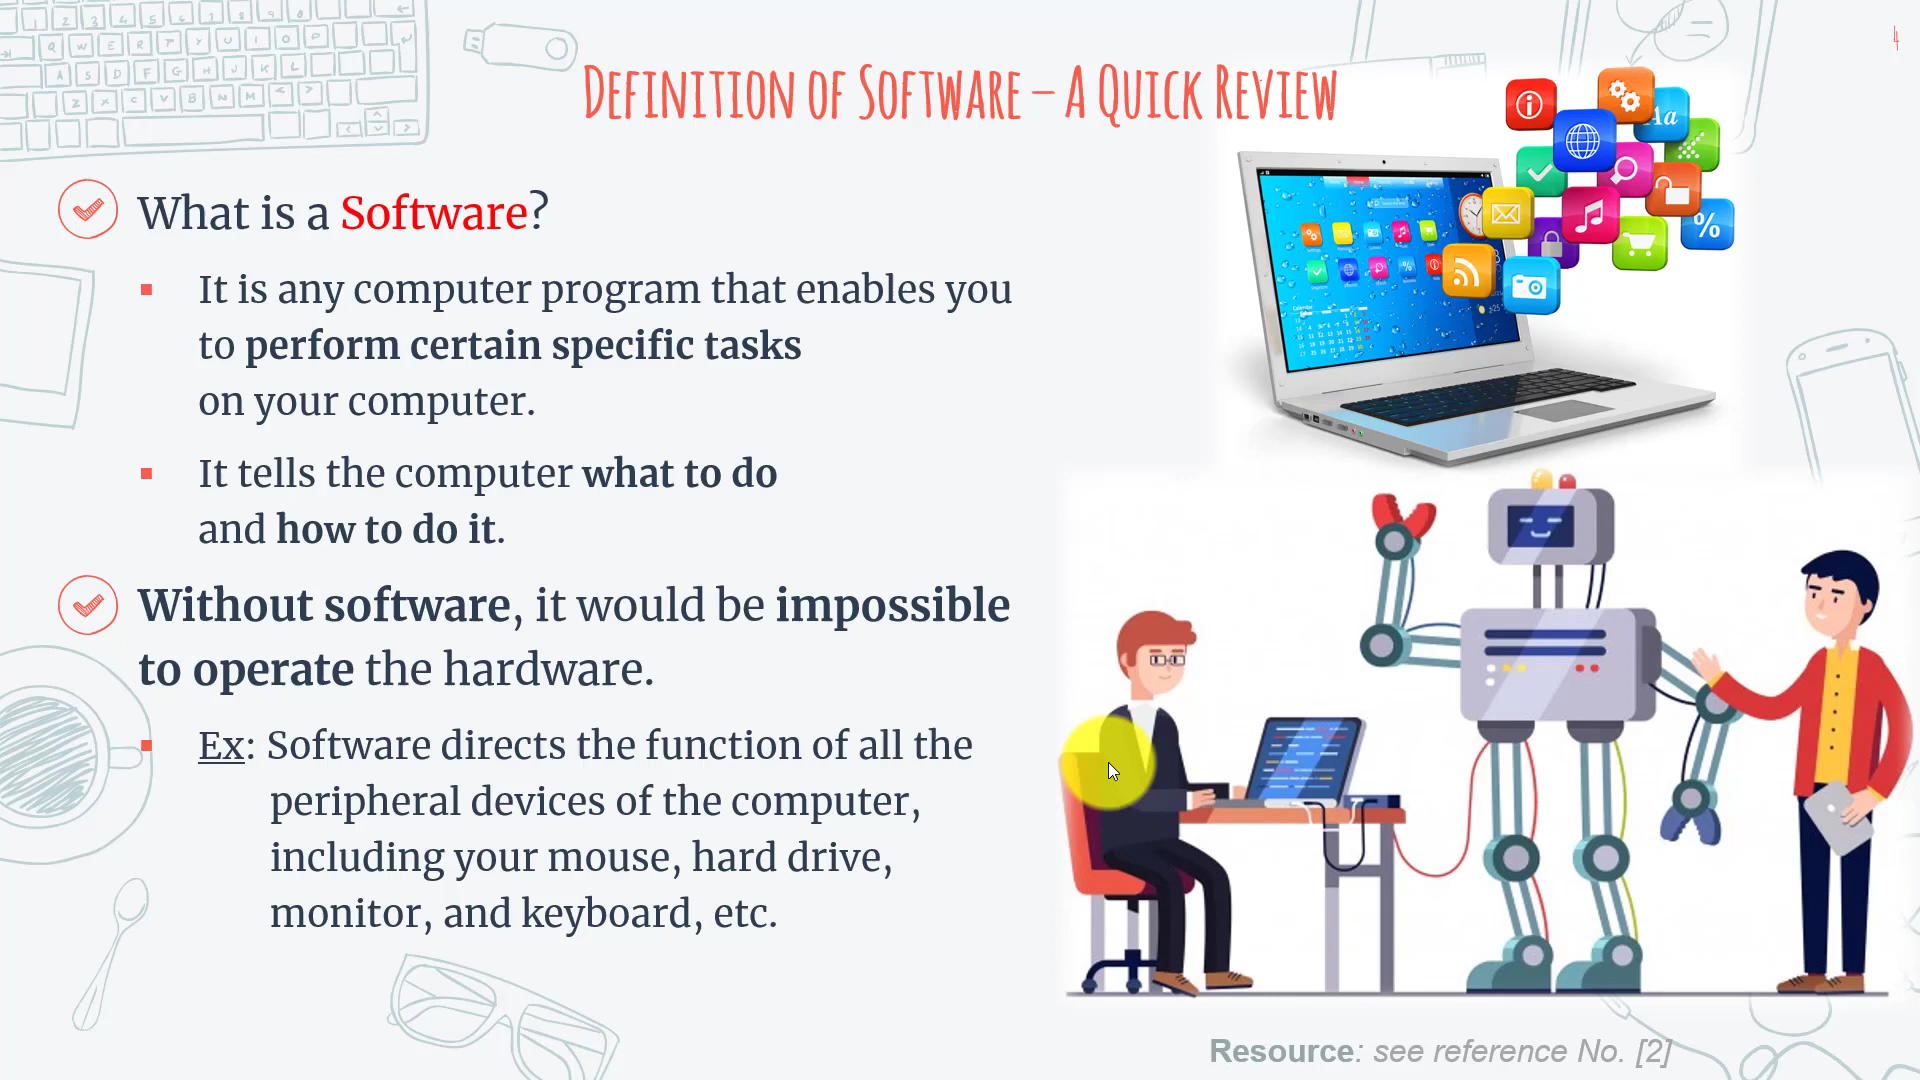 4
Definition of Software – A Quick Review
What is a Software?
It is any computer program that enables you
to perform certain specific tasks
on your computer.
It tells the computer what to do
and how to do it.
Without software, it would be impossible
to operate the hardware.
Ex: Software directs the function of all the
peripheral devices of the computer,
including your mouse, hard drive,
monitor, and keyboard, etc.
Aa
%
Resource: see reference No. [2]